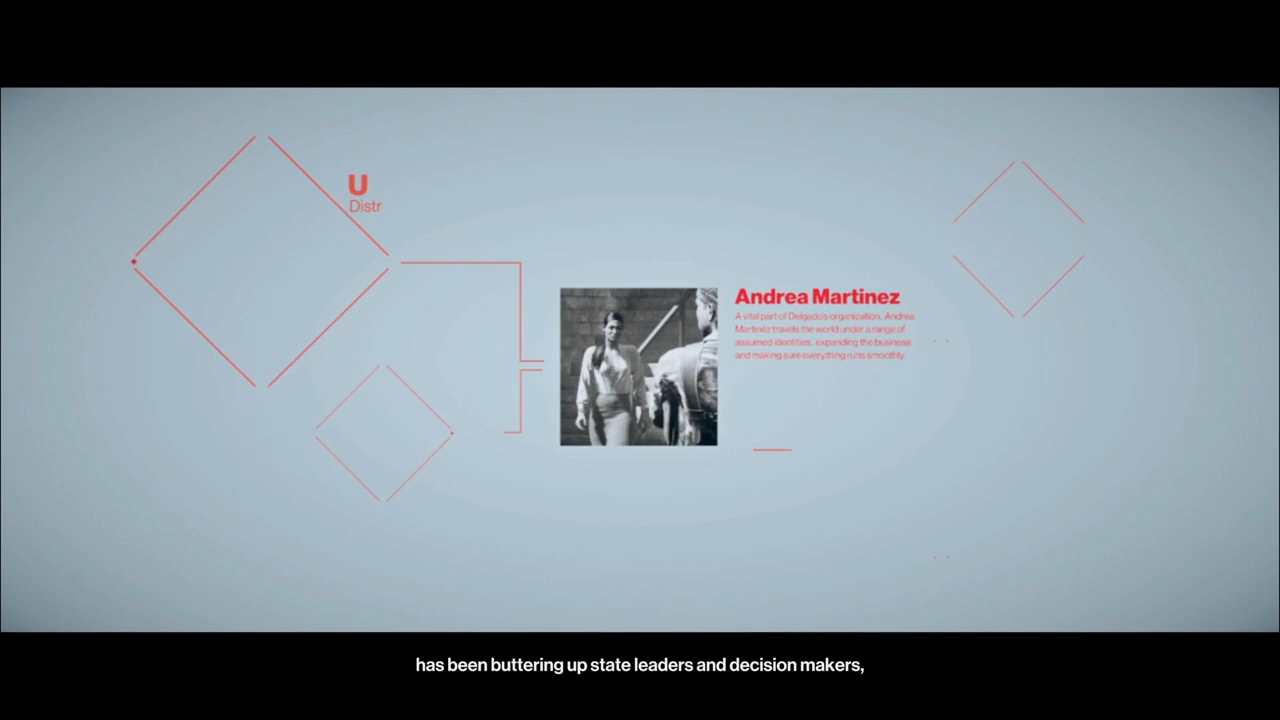 U
Distr
Andrea Martinez
A vital part of Delgado's organization, Andrea
Martinéz travels the world under a range of
assumed identities, expanding the business
and making sure everything runs smoothly.
has been buttering up state leaders and decision makers,